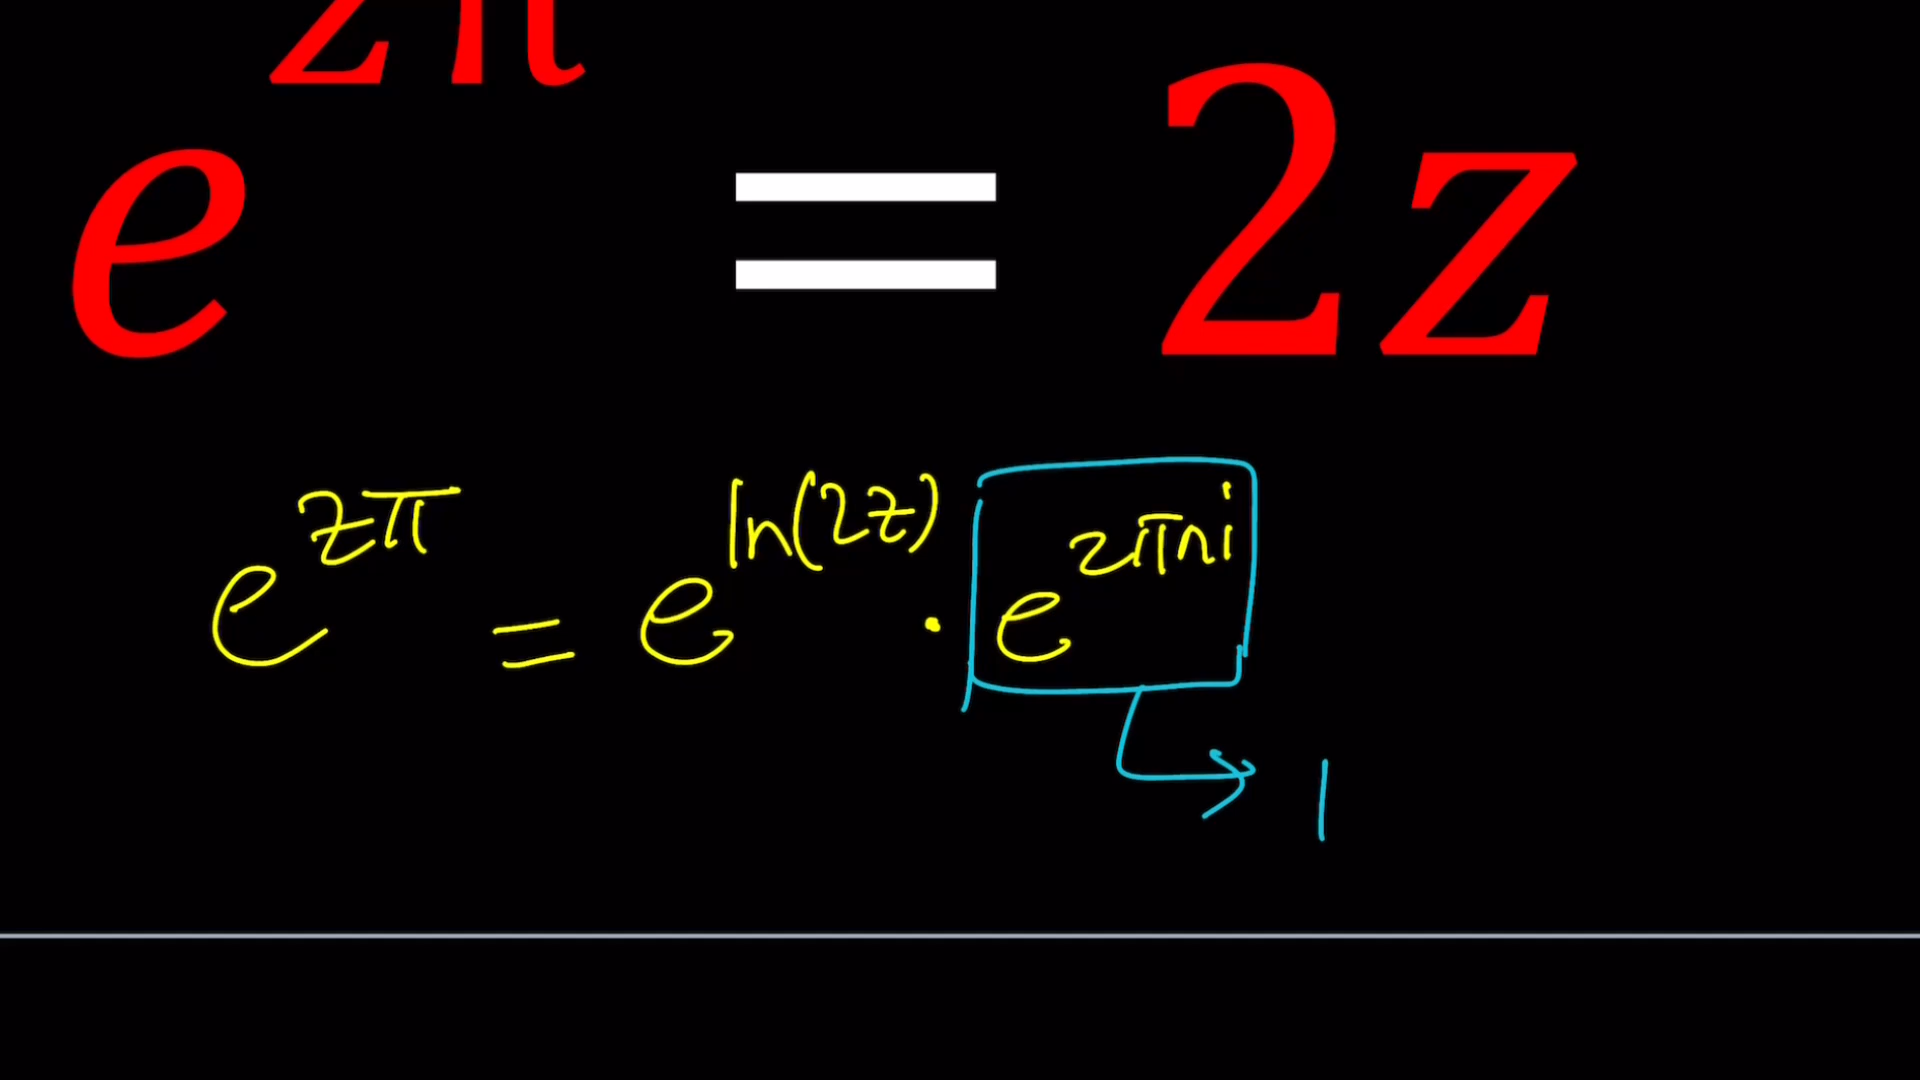 e^{zπ} = 2z
e^{zπ} = e^{ln(2z)} · e^{2πni}
1